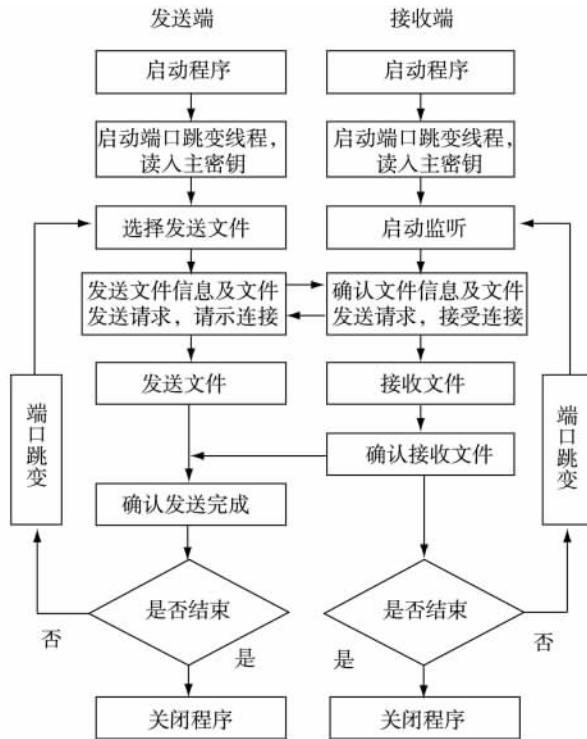 发送端
启动程序
启动端口跳变线程，
读入主密钥
选择发送文件
发送文件信息及文件
发送请求，请示连接
发送文件
确认发送完成
是否结束
否
是
关闭程序
端口跳变
接收端
启动程序
启动端口跳变线程，
读入主密钥
启动监听
确认文件信息及文件
发送请求，接受连接
接收文件
确认接收文件
是否结束
是
否
关闭程序
端口跳变